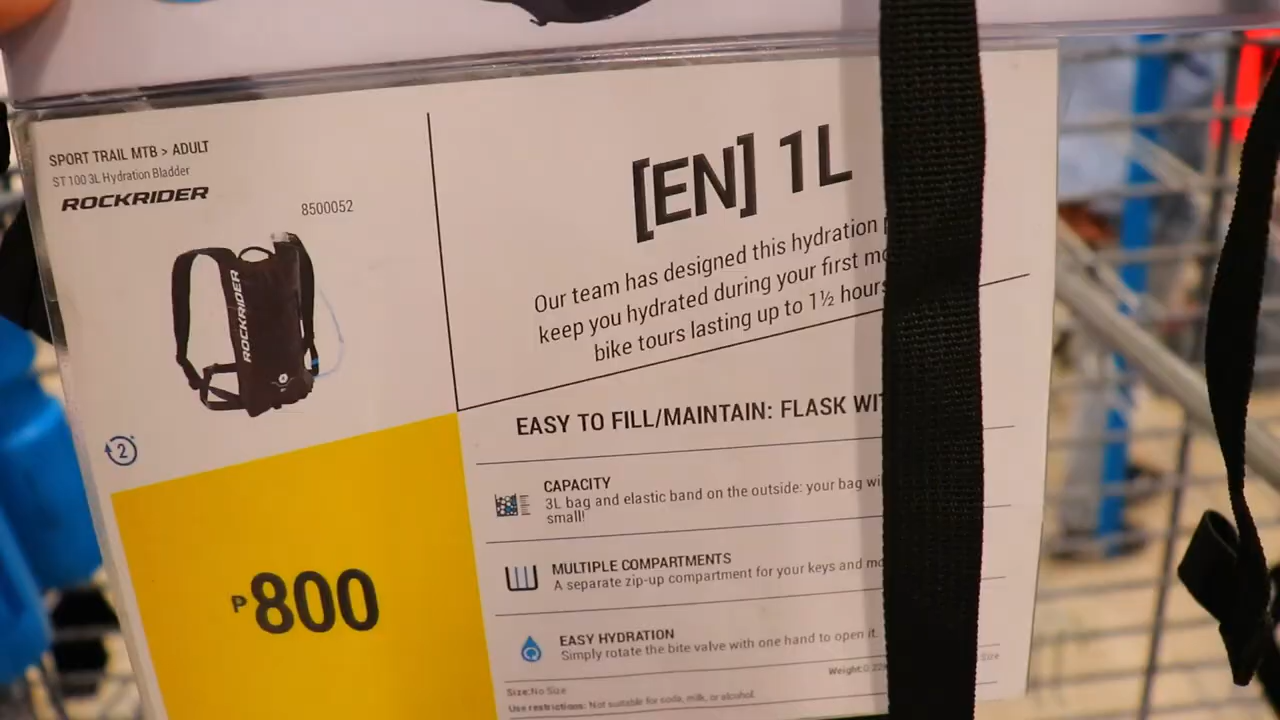 SPORT TRAIL MTB > ADULT
ST 100 3L Hydration Bladder
ROCKRIDER
8500052
ROCKRIDER
2
₱800
[EN] 1L
Our team has designed this hydration
keep you hydrated during your first
bike tours lasting up to 1½ hours
EASY TO FILL/MAINTAIN: FLASK
CAPACITY
3L bag and elastic band on the outside: your bag
small!
MULTIPLE COMPARTMENTS
A separate zip-up compartment for your keys and
EASY HYDRATION
Simply rotate the bite valve with one hand to open it.
Weight:
Size
Size:No Size
Use restrictions: Not suitable for soda, milk, or alcohol.